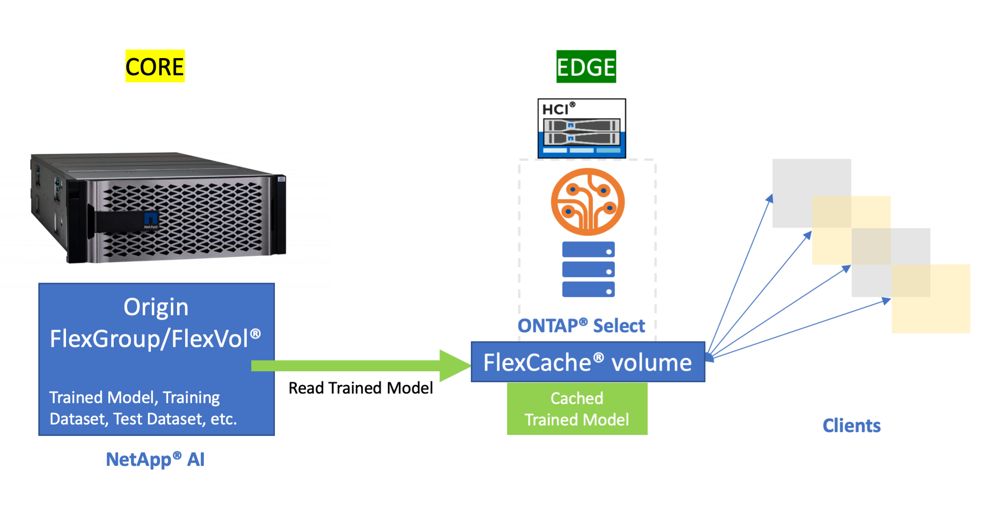 CORE
EDGE
HCI®
Origin
FlexGroup/FlexVol®
Trained Model, Training
Dataset, Test Dataset, etc.
NetApp® AI
Read Trained Model
ONTAP® Select
FlexCache® volume
Cached
Trained Model
Clients